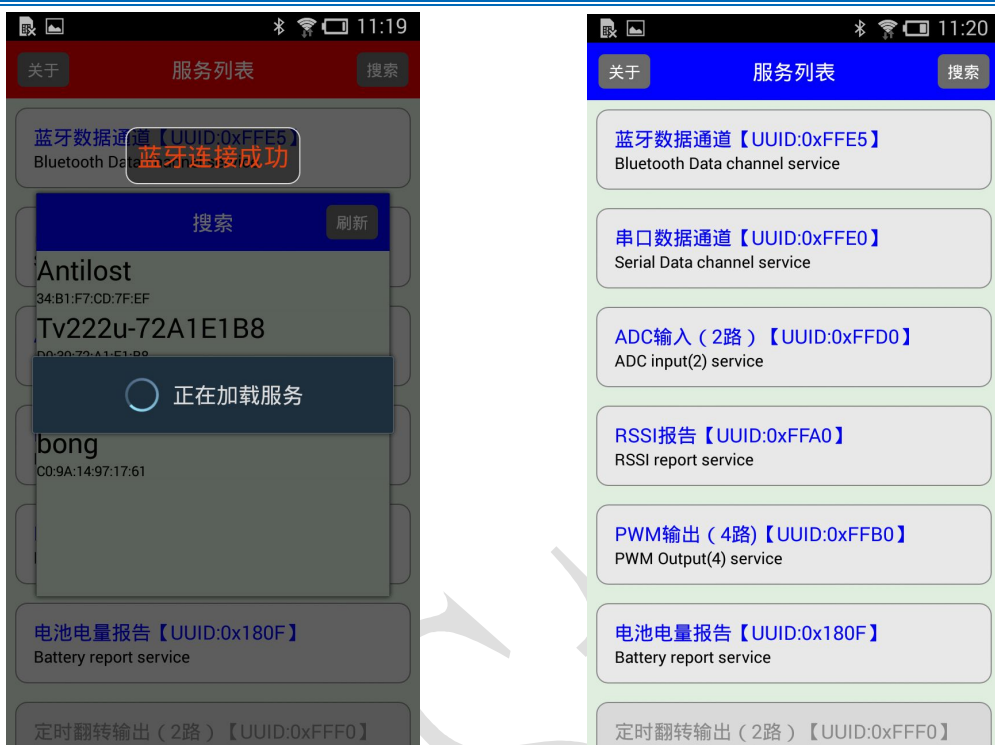 11:19
关于
服务列表
搜索
蓝牙数据通道【UUID:0xFFE5】
Bluetooth Data
蓝牙连接成功
搜索
刷新
Antilost
34:B1:F7:CD:7F:EF
Tv222u-72A1E1B8
D0:39:72:A1:E1:B8
正在加载服务
bong
C0:9A:14:97:17:61
电池电量报告【UUID:0x180F】
Battery report service
定时翻转输出（2路）【UUID:0xFFF0】
11:20
关于
服务列表
搜索
蓝牙数据通道【UUID:0xFFE5】
Bluetooth Data channel service
串口数据通道【UUID:0xFFE0】
Serial Data channel service
ADC输入（2路）【UUID:0xFFD0】
ADC input(2) service
RSSI报告【UUID:0xFFA0】
RSSI report service
PWM输出（4路)【UUID:0xFFB0】
PWM Output(4) service
电池电量报告【UUID:0x180F】
Battery report service
定时翻转输出（2路）【UUID:0xFFF0】